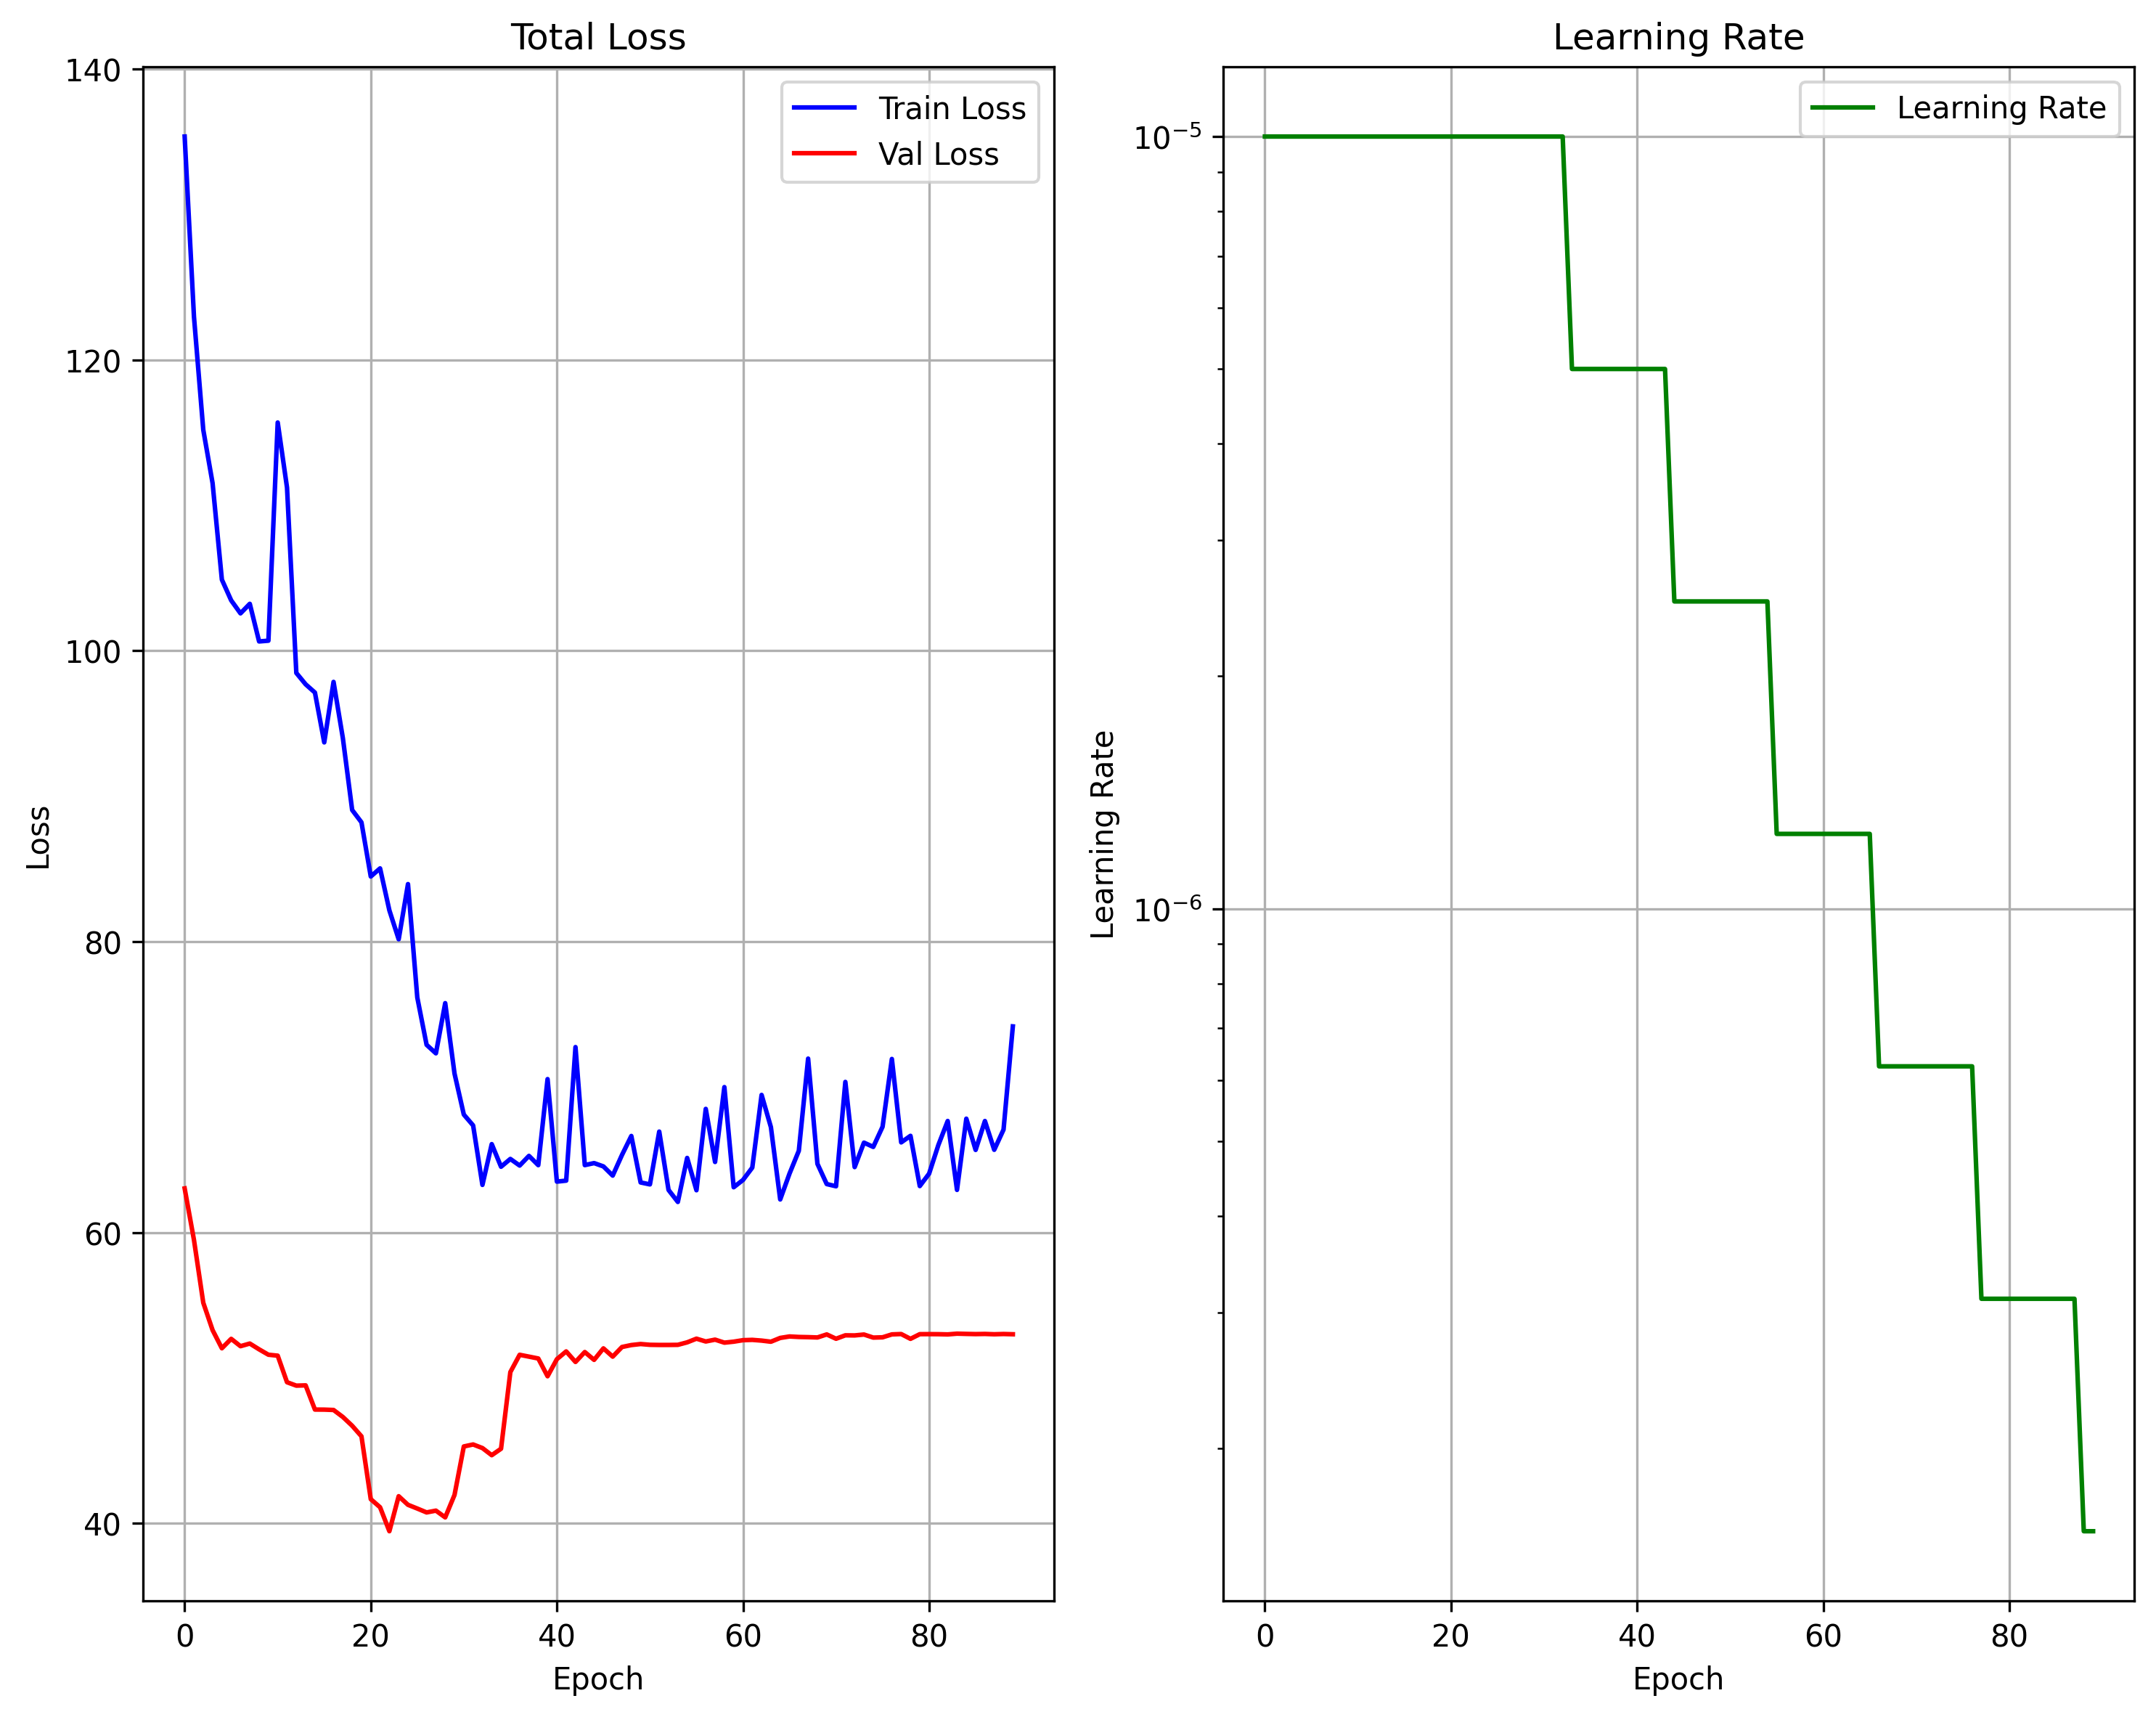 Total Loss
140
120
100
80
60
40
Loss
0 20 40 60 80
Epoch
Train Loss
Val Loss
Learning Rate
10⁻⁵
10⁻⁶
Learning Rate
0 20 40 60 80
Epoch
Learning Rate